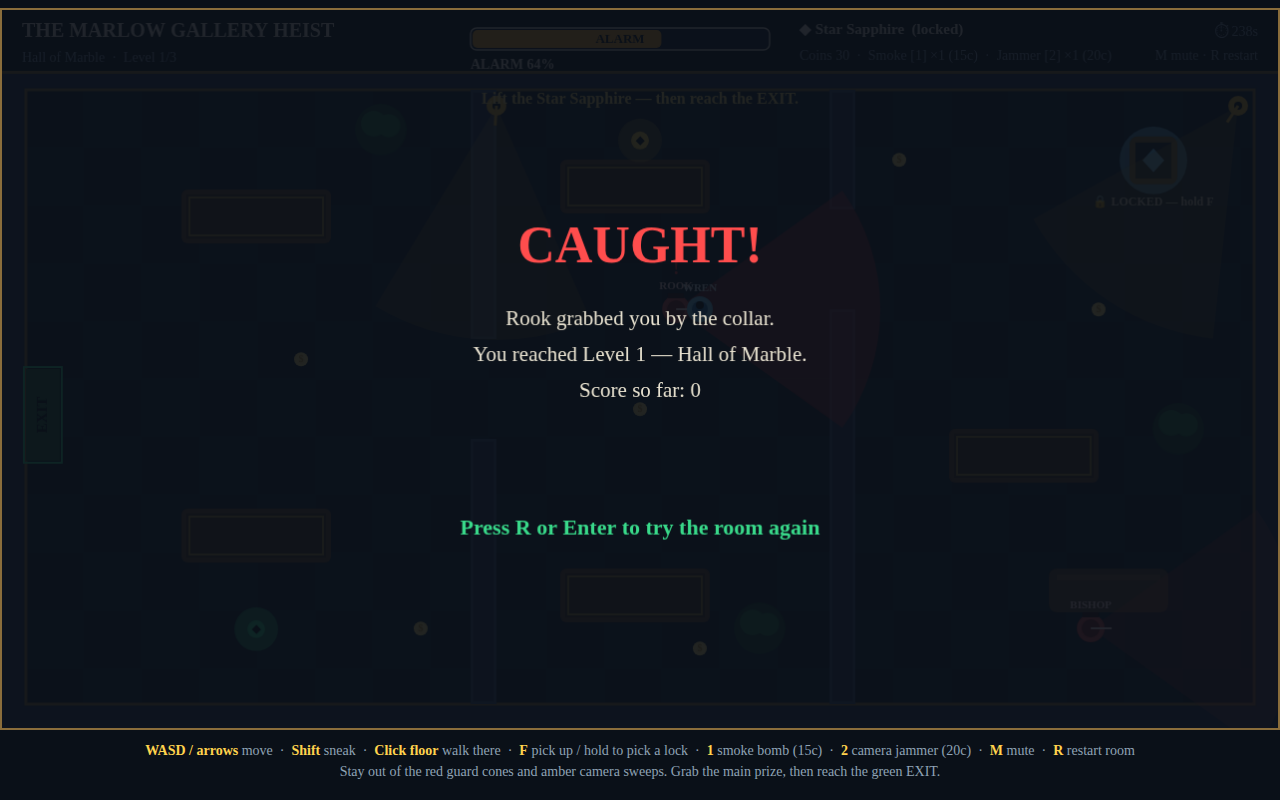 THE MARLOW GALLERY HEIST
Hall of Marble · Level 1/3
ALARM
ALARM 64%
◆ Star Sapphire (locked)
Coins 30 · Smoke [1] ×1 (15c) · Jammer [2] ×1 (20c)
238s
M mute · R restart
Lift the Star Sapphire — then reach the EXIT.
LOCKED — hold F
CAUGHT!
ROOK
WREN
Rook grabbed you by the collar.
You reached Level 1 — Hall of Marble.
Score so far: 0
EXIT
Press R or Enter to try the room again
BISHOP
WASD / arrows move · Shift sneak · Click floor walk there · F pick up / hold to pick a lock · 1 smoke bomb (15c) · 2 camera jammer (20c) · M mute · R restart room
Stay out of the red guard cones and amber camera sweeps. Grab the main prize, then reach the green EXIT.